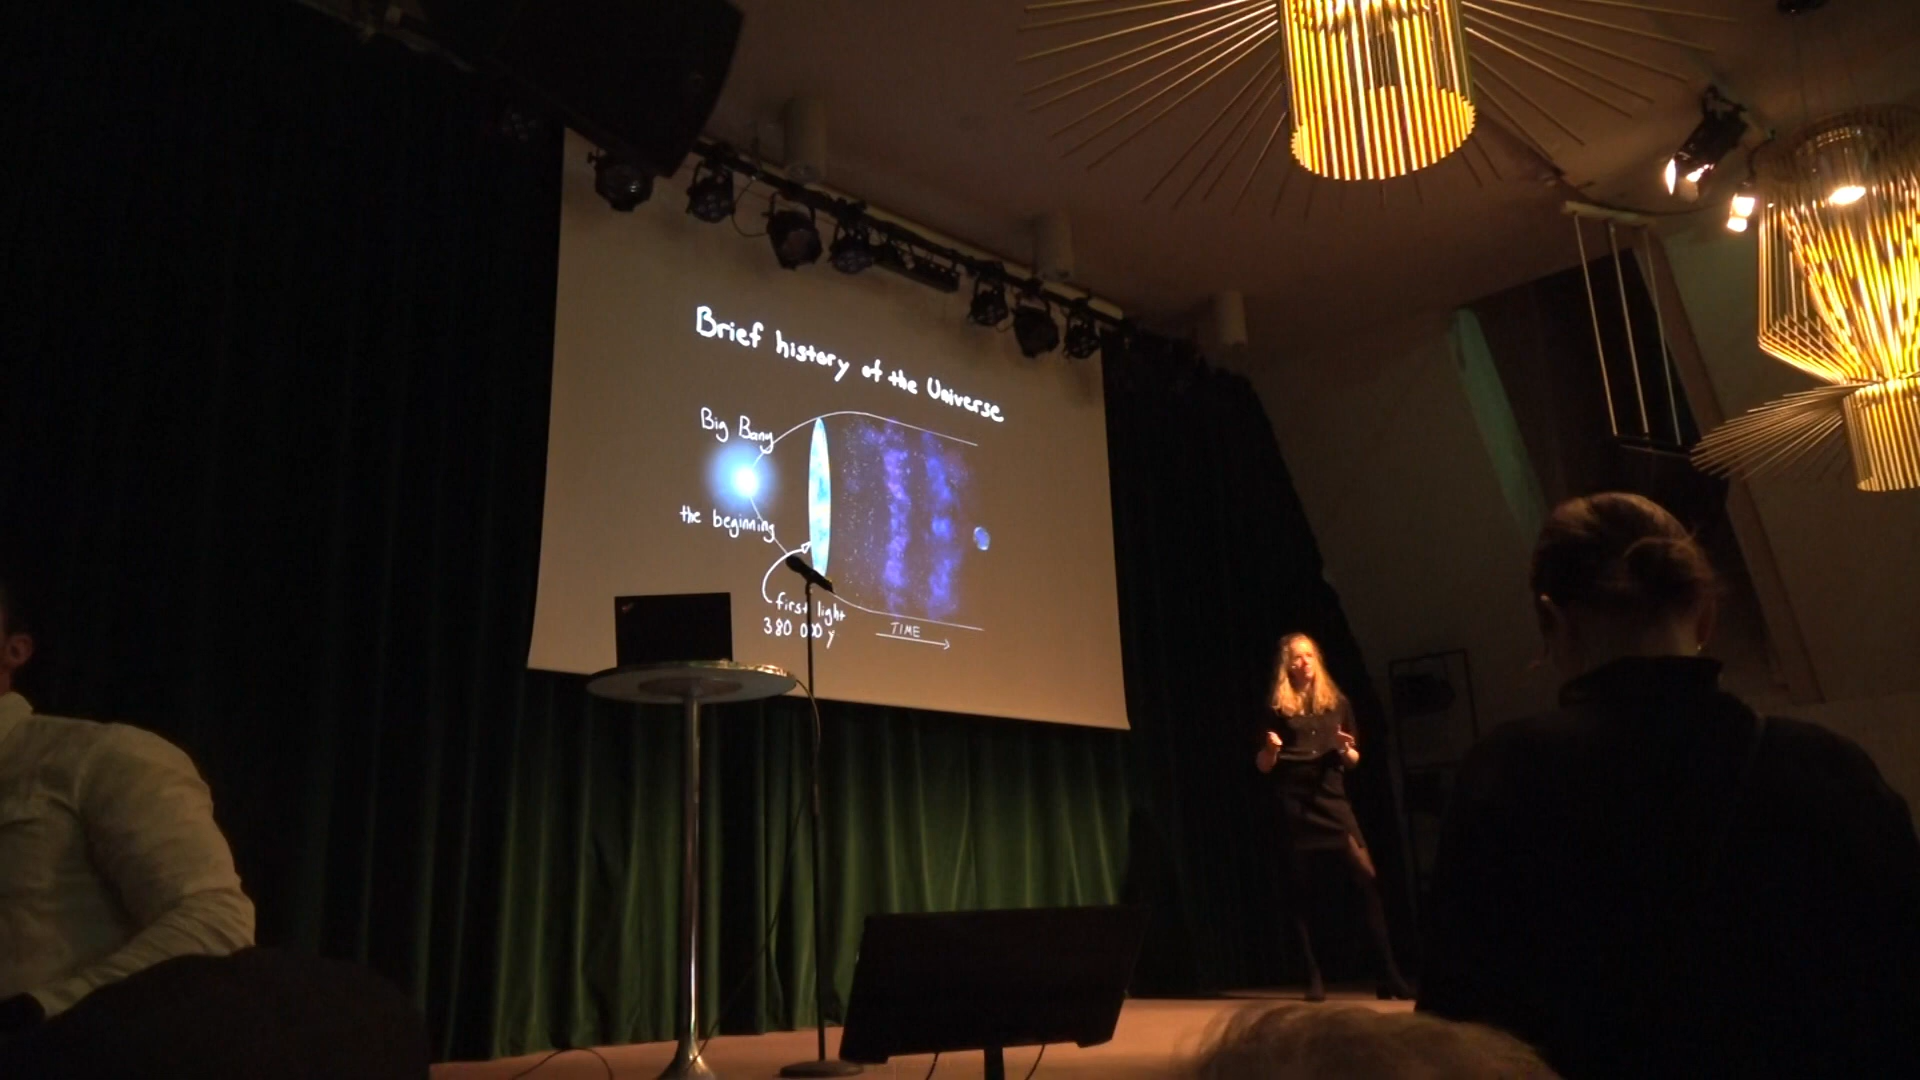 Brief history of the Universe
Big Bang
the beginning
first light
380 000 y
TIME